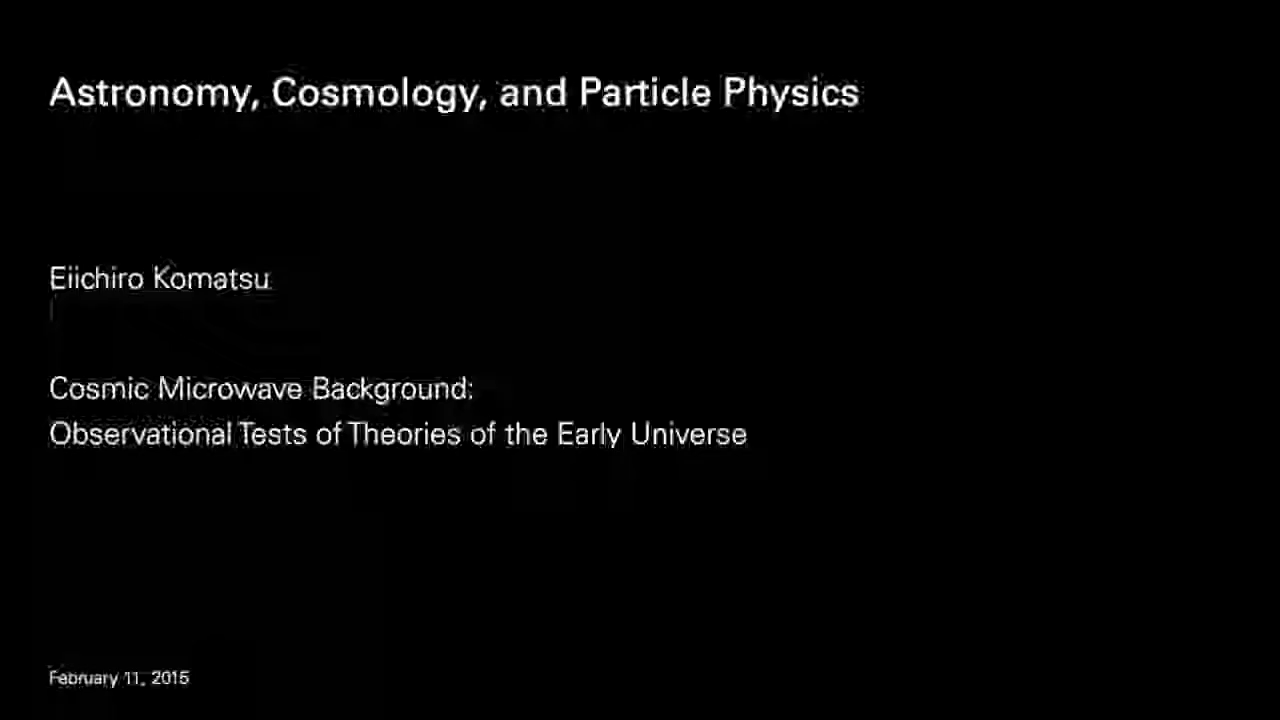 Astronomy, Cosmology, and Particle Physics
Eiichiro Komatsu
Cosmic Microwave Background:
Observational Tests of Theories of the Early Universe
February 11, 2015